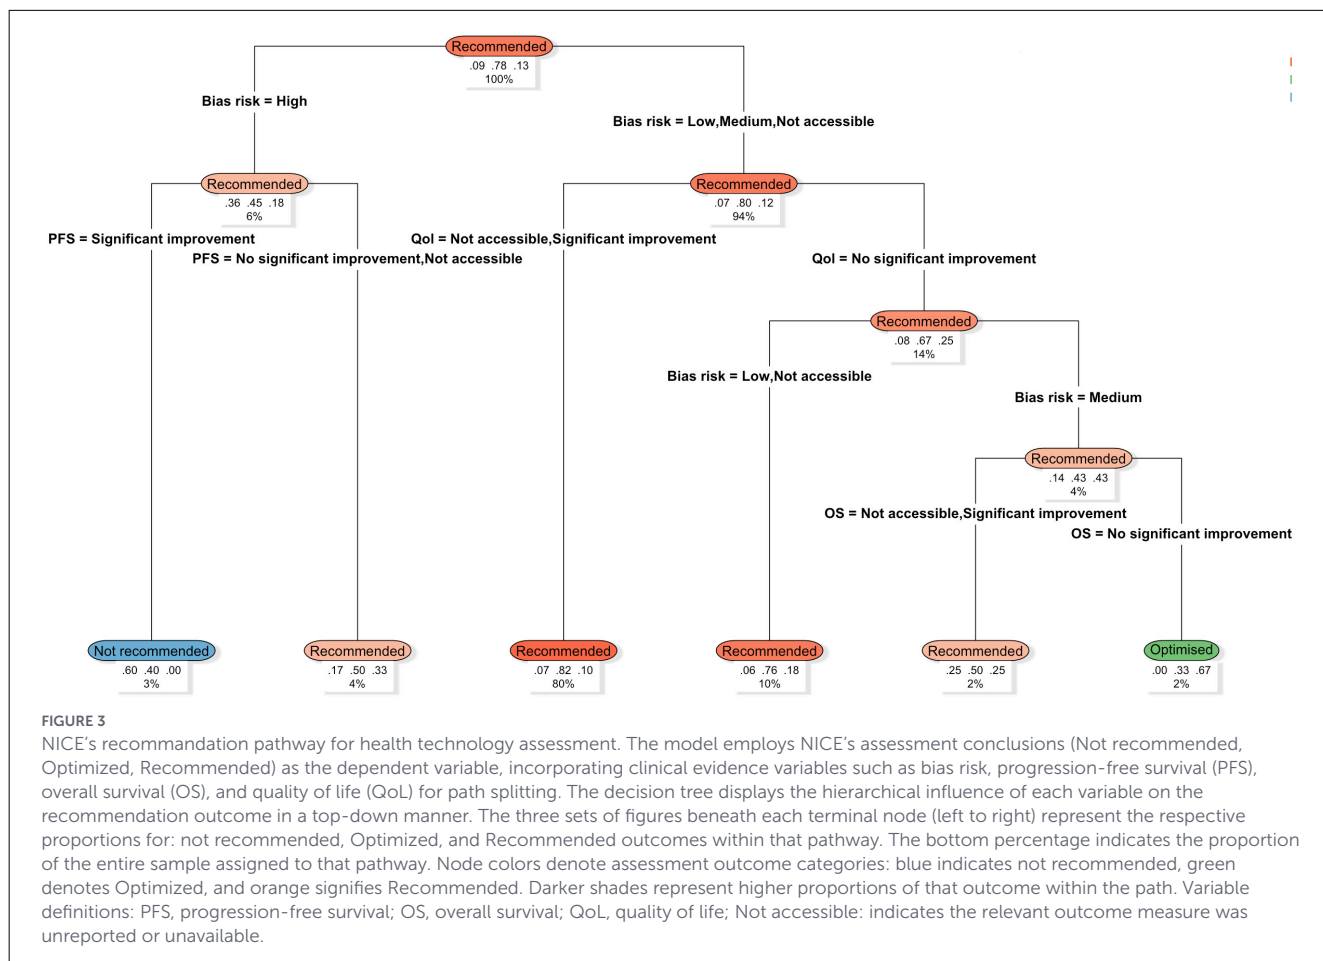 Recommended
.09 .78 .13
100%
Bias risk = High
Bias risk = Low,Medium,Not accessible
Recommended
.36 .45 .18
6%
Recommended
.07 .80 .12
94%
PFS = Significant improvement
PFS = No significant improvement,Not accessible
Qol = Not accessible,Significant improvement
Qol = No significant improvement
Recommended
.08 .67 .25
14%
Bias risk = Low,Not accessible
Bias risk = Medium
Recommended
.14 .43 .43
4%
OS = Not accessible,Significant improvement
OS = No significant improvement
Not recommended
.60 .40 .00
3%
Recommended
.17 .50 .33
4%
Recommended
.07 .82 .10
80%
Recommended
.06 .76 .18
10%
Recommended
.25 .50 .25
2%
Optimised
.00 .33 .67
2%
FIGURE 3
NICE's recommandation pathway for health technology assessment. The model employs NICE's assessment conclusions (Not recommended,
Optimized, Recommended) as the dependent variable, incorporating clinical evidence variables such as bias risk, progression-free survival (PFS),
overall survival (OS), and quality of life (QoL) for path splitting. The decision tree displays the hierarchical influence of each variable on the
recommendation outcome in a top-down manner. The three sets of figures beneath each terminal node (left to right) represent the respective
proportions for: not recommended, Optimized, and Recommended outcomes within that pathway. The bottom percentage indicates the proportion
of the entire sample assigned to that pathway. Node colors denote assessment outcome categories: blue indicates not recommended, green
denotes Optimized, and orange signifies Recommended. Darker shades represent higher proportions of that outcome within the path. Variable
definitions: PFS, progression-free survival; OS, overall survival; QoL, quality of life; Not accessible: indicates the relevant outcome measure was
unreported or unavailable.